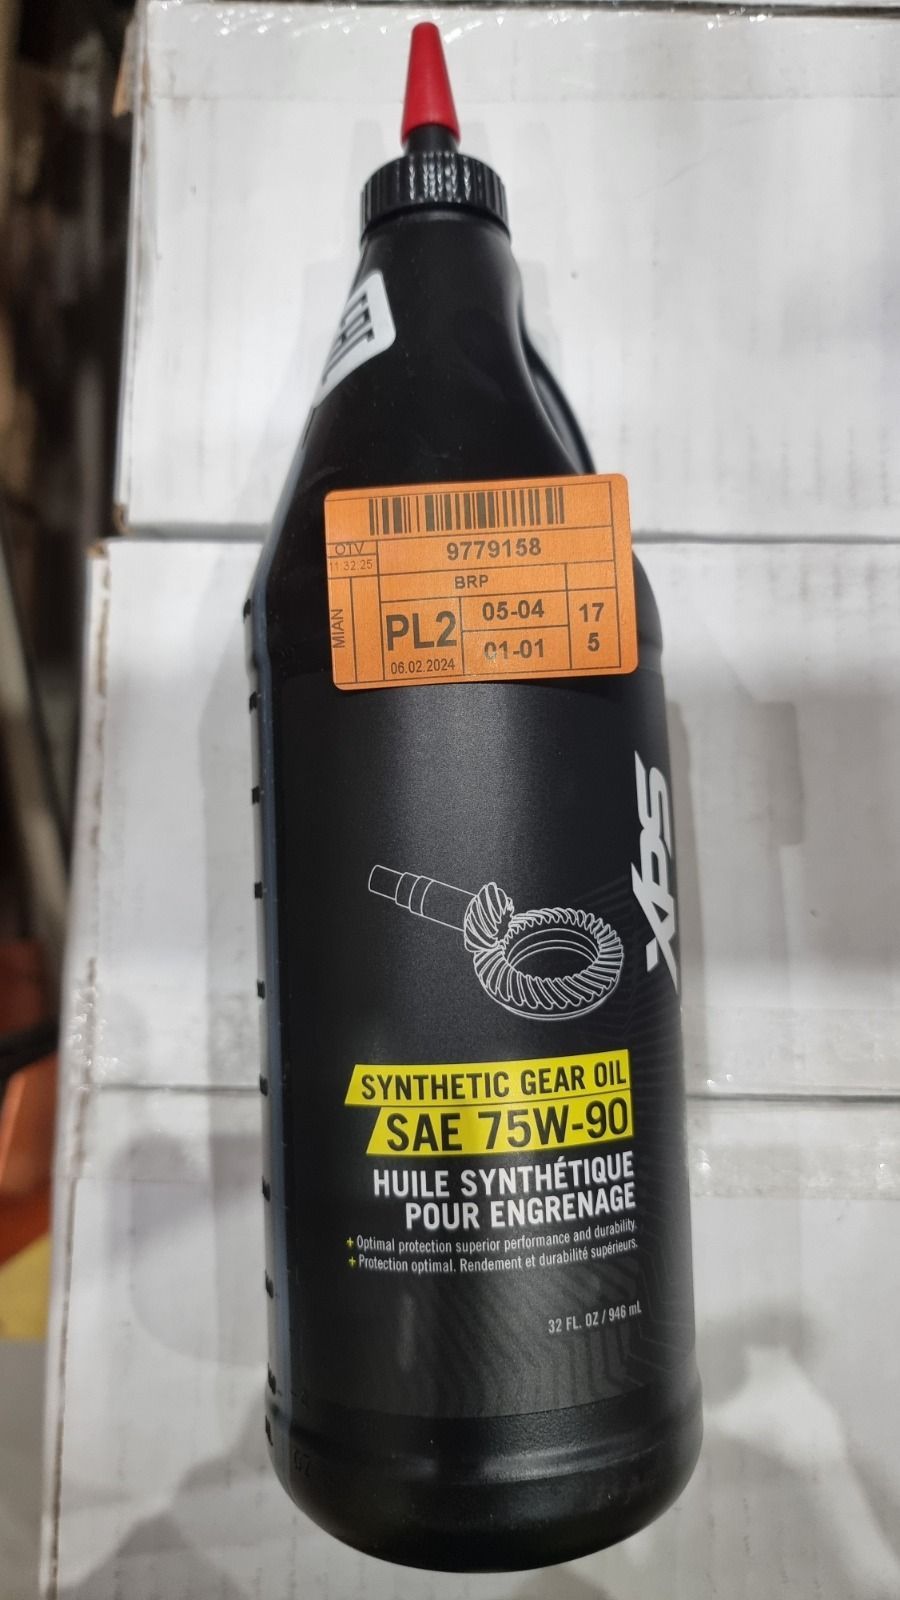 9779158
OTV
11:32:25
BRP
MIAN
PL2
05-04
17
06.02.2024
01-01
5
XPS
SYNTHETIC GEAR OIL
SAE 75W-90
HUILE SYNTHÉTIQUE
POUR ENGRENAGE
+ Optimal protection superior performance and durability.
+ Protection optimal. Rendement et durabilité supérieurs.
32 FL. OZ / 946 mL